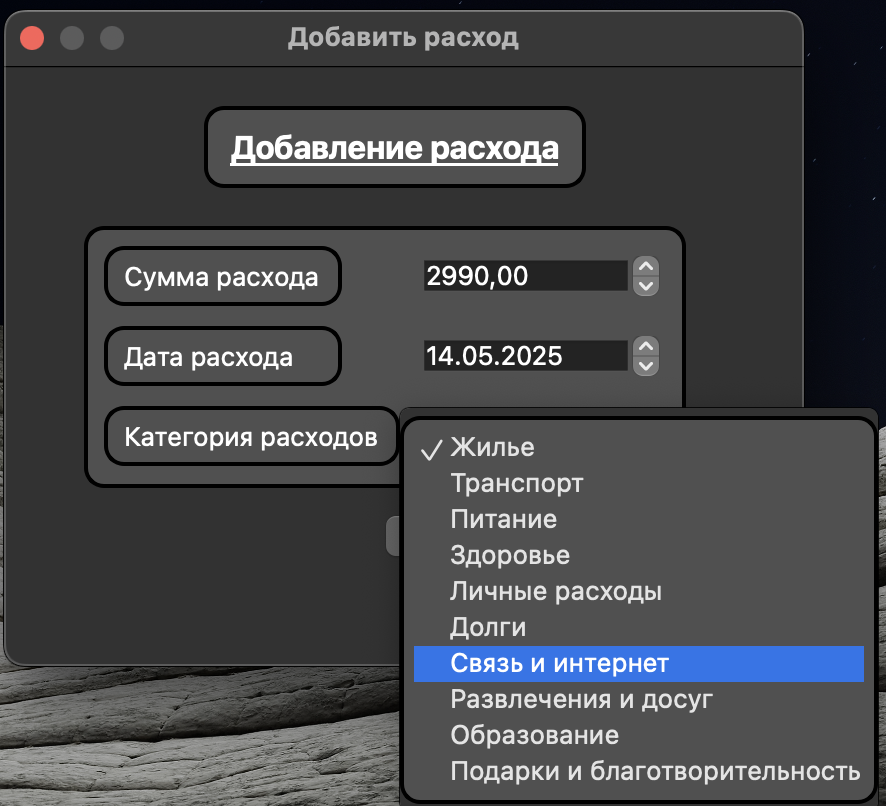 Добавить расход
Добавление расхода
Сумма расхода 2990,00
Дата расхода 14.05.2025
Категория расходов
Жилье
Транспорт
Питание
Здоровье
Личные расходы
Долги
Связь и интернет
Развлечения и досуг
Образование
Подарки и благотворительность